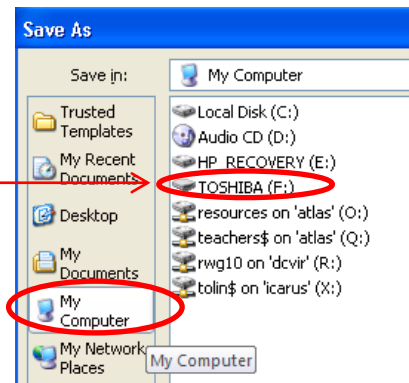 Save As
Save in:
My Computer
Trusted
Templates
My Recent
Documents
Desktop
My
Documents
My
Computer
My Network
Places
Local Disk (C:)
Audio CD (D:)
HP_RECOVERY (E:)
TOSHIBA (F:)
resources on 'atlas' (O:)
teachers$ on 'atlas' (Q:)
rwg10 on 'dcvir' (R:)
tolin$ on 'icarus' (X:)
My Computer